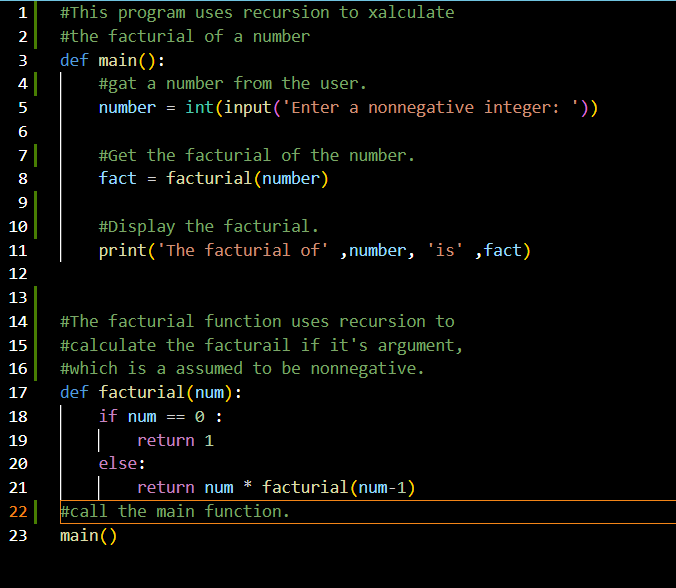 1 #This program uses recursion to xalculate
2 #the facturial of a number
3 def main():
4     #gat a number from the user.
5     number = int(input('Enter a nonnegative integer: '))
6
7     #Get the facturial of the number.
8     fact = facturial(number)
9
10     #Display the facturial.
11     print('The facturial of' ,number, 'is' ,fact)
12
13
14 #The facturial function uses recursion to
15 #calculate the facturail if it's argument,
16 #which is a assumed to be nonnegative.
17 def facturial(num):
18     if num == 0 :
19         return 1
20     else:
21         return num * facturial(num-1)
22 #call the main function.
23 main()